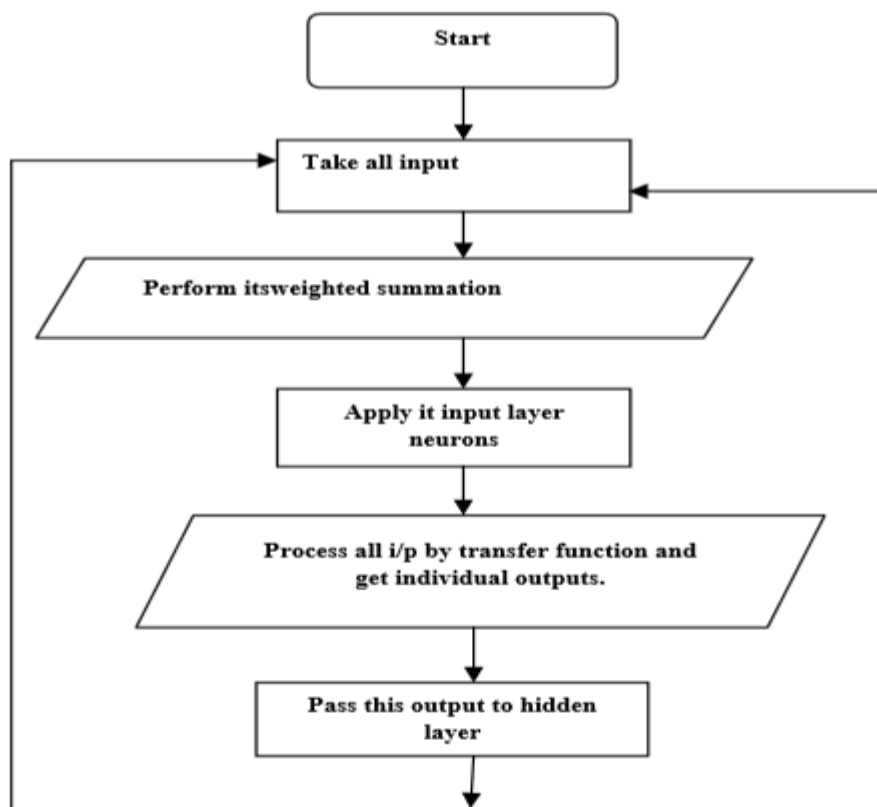 Start
Take all input
Perform itsweighted summation
Apply it input layer
neurons
Process all i/p by transfer function and
get individual outputs.
Pass this output to hidden
layer